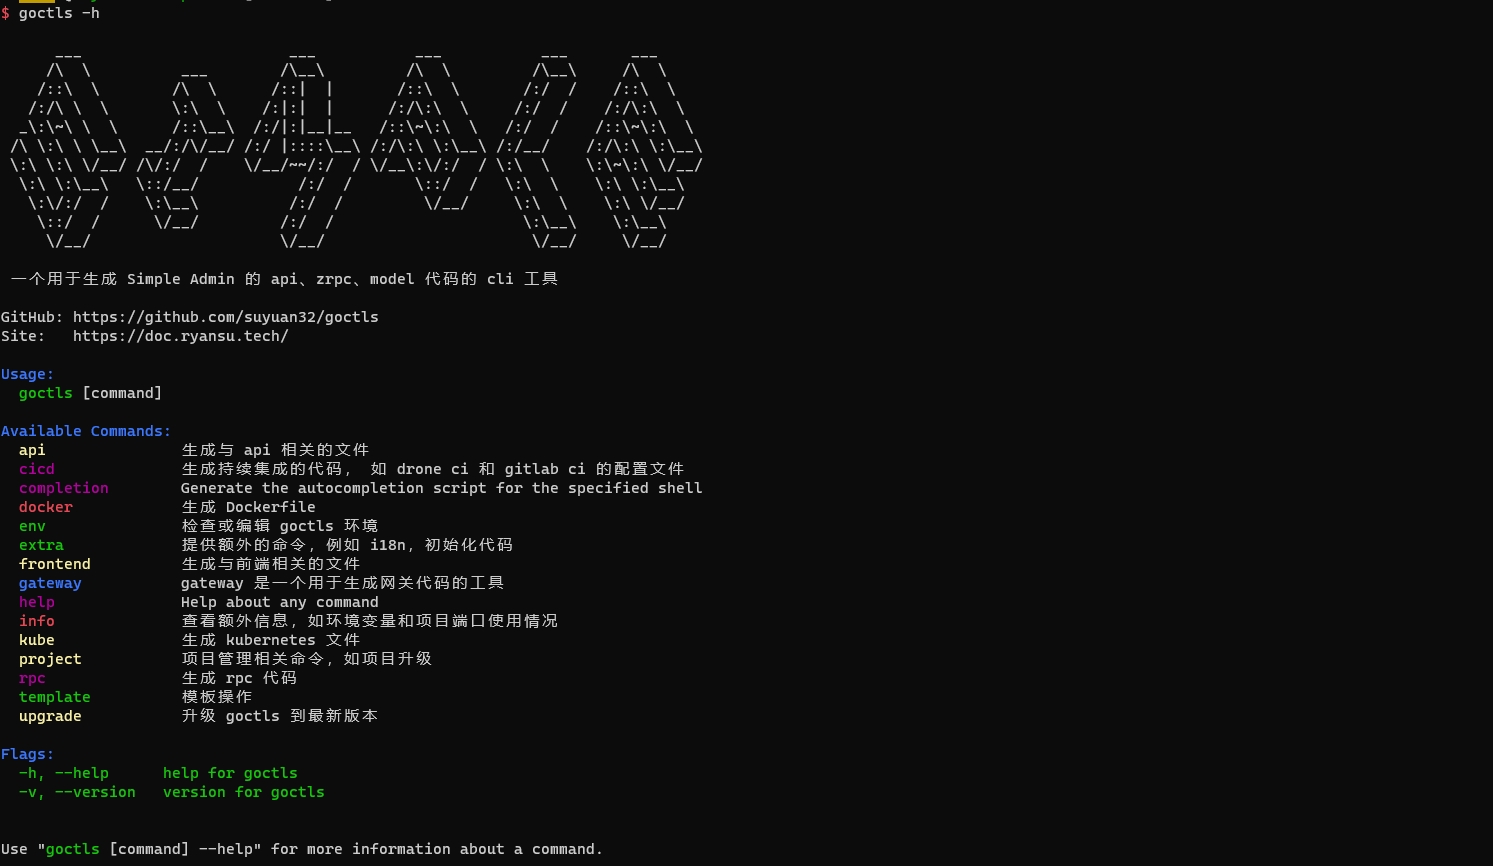 $ goctls -h
一个用于生成 Simple Admin 的 api、zrpc、model 代码的 cli 工具
GitHub: https://github.com/suyuan32/goctls
Site:   https://doc.ryansu.tech/
Usage:
goctls [command]
Available Commands:
api 生成与 api 相关的文件
cicd 生成持续集成的代码， 如 drone ci 和 gitlab ci 的配置文件
completion Generate the autocompletion script for the specified shell
docker 生成 Dockerfile
env 检查或编辑 goctls 环境
extra 提供额外的命令，例如 i18n，初始化代码
frontend 生成与前端相关的文件
gateway gateway 是一个用于生成网关代码的工具
help Help about any command
info 查看额外信息，如环境变量和项目端口使用情况
kube 生成 kubernetes 文件
project 项目管理相关命令，如项目升级
rpc 生成 rpc 代码
template 模板操作
upgrade 升级 goctls 到最新版本
Flags:
-h, --help help for goctls
-v, --version version for goctls
Use "goctls [command] --help" for more information about a command.